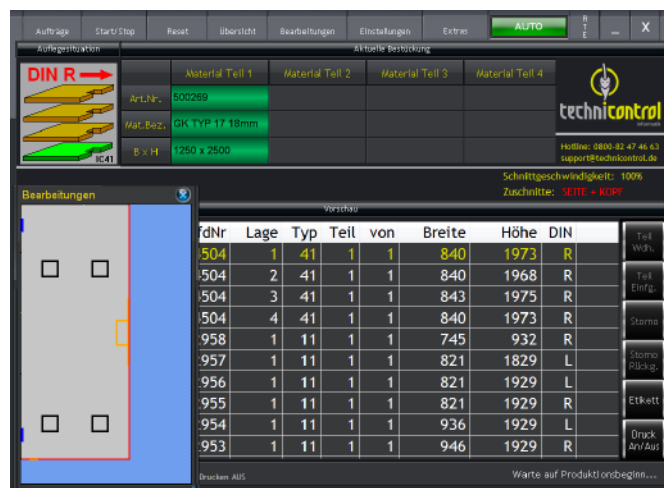 Aufträge Start/Stop Reset Übersicht Bearbeitungen Einstellungen Extras AUTO RTE _ X
Auflegesituation Aktuelle Bestückung
DIN R
IC41
Material Teil 1 Material Teil 2 Material Teil 3 Material Teil 4
Art.Nr. 500269
Mat.Bez. GK TYP 17 18mm
B x H 1250 x 2500
technicontrol
informatik
Hotline: 0800-82 47 46 63
support@technicontrol.de
Schnittgeschwindigkeit: 100%
Zuschnitte: SEITE + KOPF
Bearbeitungen
Vorschau
fdNr Lage Typ Teil von Breite Höhe DIN
504 1 41 1 1 840 1973 R
504 2 41 1 1 840 1968 R
504 3 41 1 1 843 1975 R
504 4 41 1 1 840 1973 R
958 1 11 1 1 745 932 R
957 1 11 1 1 821 1829 L
956 1 11 1 1 821 1929 L
955 1 11 1 1 821 1929 R
954 1 11 1 1 936 1929 L
953 1 11 1 1 946 1929 R
Teil Wdh.
Teil Einfg.
Storno
Storno Rückg.
Etikett
Druck An/Aus
Drucken AUS
Warte auf Produktionsbeginn...